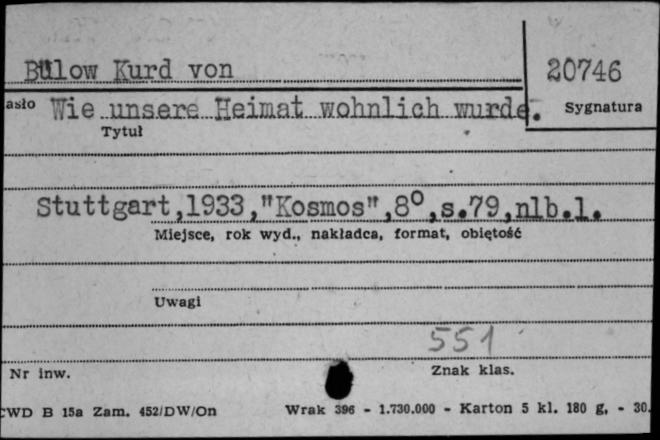 Bülow Kurd von
20746
asło Wie unsere Heimat wohnlich wurde.
Sygnatura
Tytuł
Stuttgart,1933,"Kosmos",8°,s.79,nlb.1.
Miejsce, rok wyd., nakładca, format, objętość
Uwagi
551
Nr inw.
Znak klas.
CWD B 15a Zam. 452/DW/On Wrak 396 - 1.730.000 - Karton 5 kl. 180 g. - 30.